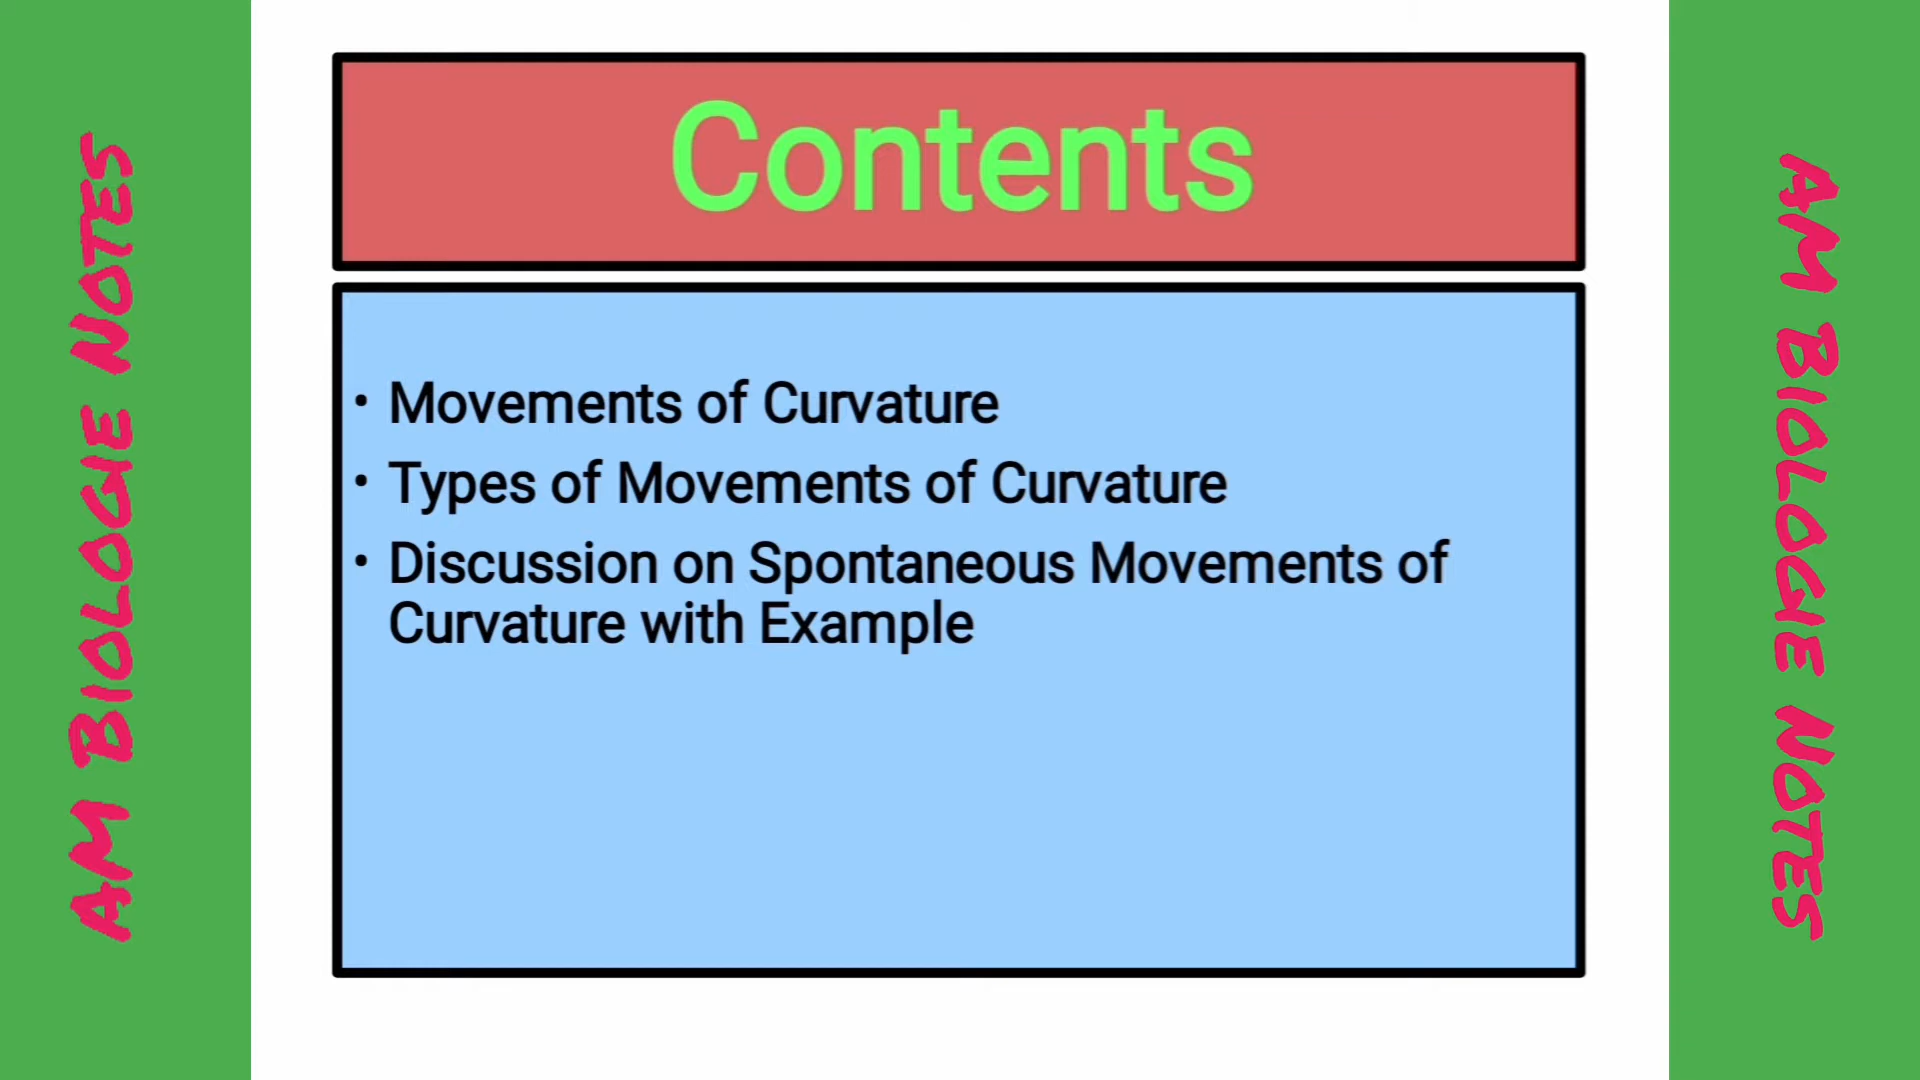 Contents
• Movements of Curvature
• Types of Movements of Curvature
• Discussion on Spontaneous Movements of
Curvature with Example
AM BIOLOGIE NOTES
AM BIOLOGIE NOTES